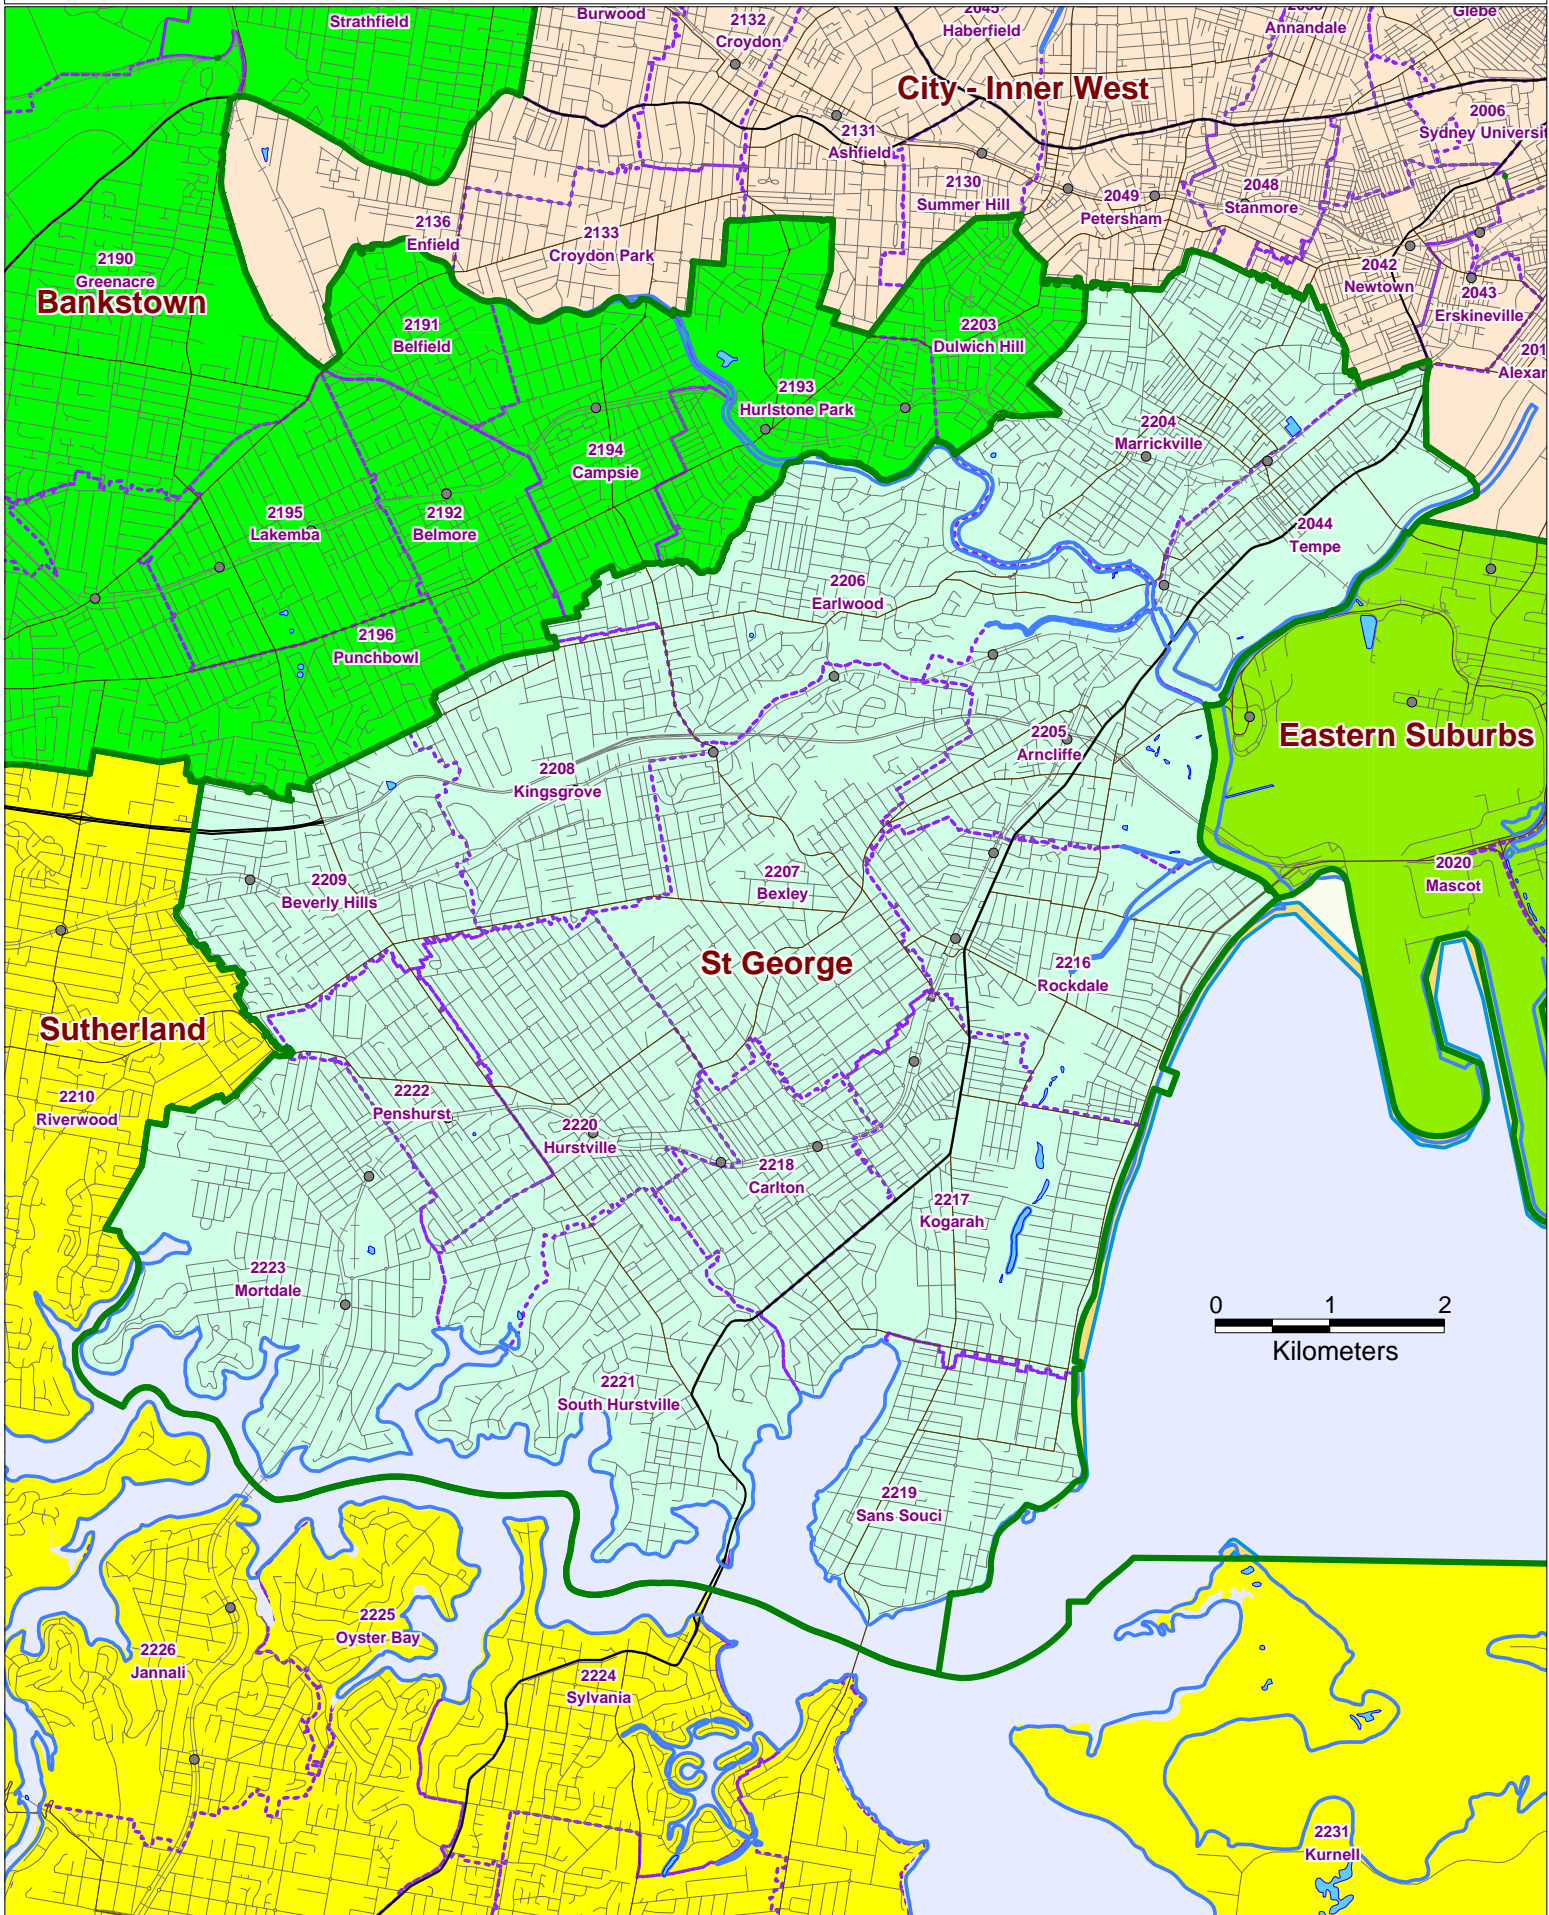 Strathfield
Burwood
2132
Croydon
2045
Haberfield
Annandale
Glebe
City - Inner West
2006
2131
Ashfield
2130
Summer Hill
2049
Petersham
2048
Stanmore
2136
Enfield
2133
Croydon Park
2190
Greenacre
Bankstown
2042
Newtown
2043
Erskineville
2191
Belfield
2203
Dulwich Hill
2193
Hurlstone Park
2204
Marrickville
2194
Campsie
2195
Lakemba
2192
Belmore
2044
Tempe
2206
Earlwood
2196
Punchbowl
2205
Arncliffe
Eastern Suburbs
2208
Kingsgrove
2207
Bexley
2209
Beverly Hills
2020
Mascot
St George
2216
Rockdale
Sutherland
2210
Riverwood
2222
Penshurst
2220
Hurstville
2218
Carlton
2217
Kogarah
2223
Mortdale
0 1 2
Kilometers
2221
South Hurstville
2219
Sans Souci
2225
Oyster Bay
2226
Jannali
2224
Sylvania
2231
Kurnell